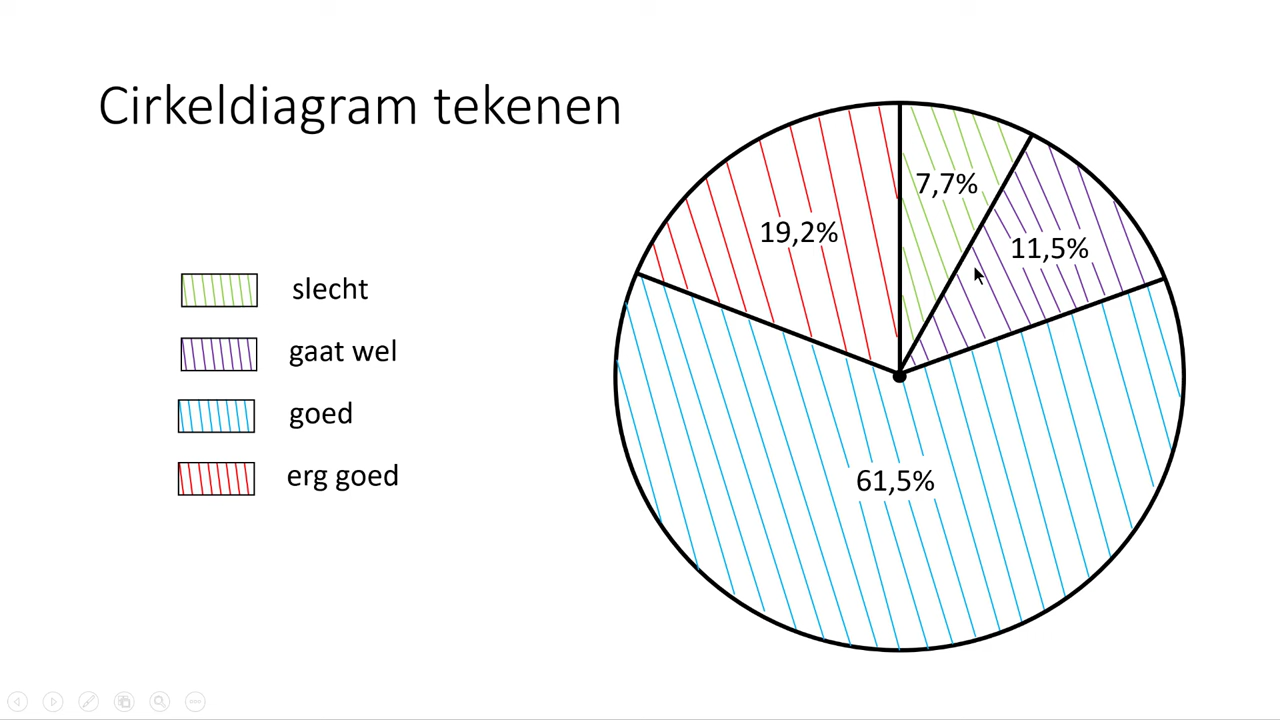 Cirkeldiagram tekenen
slecht
gaat wel
goed
erg goed
7,7%
11,5%
19,2%
61,5%